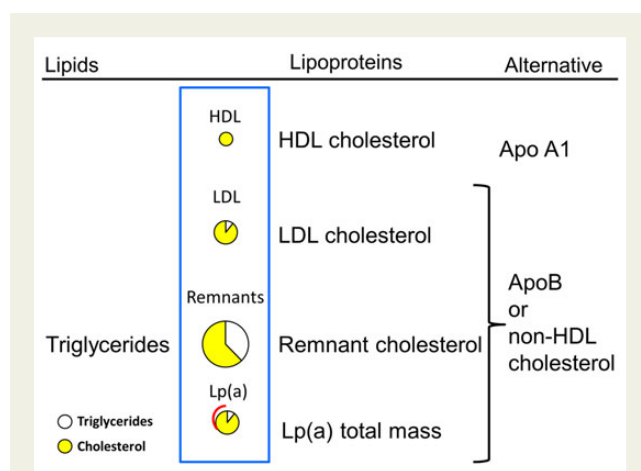 Lipids Lipoproteins Alternative
HDL
HDL cholesterol Apo A1
LDL
LDL cholesterol
ApoB
or
non-HDL
cholesterol
Remnants
Triglycerides Remnant cholesterol
Lp(a)
Lp(a) total mass
Triglycerides
Cholesterol